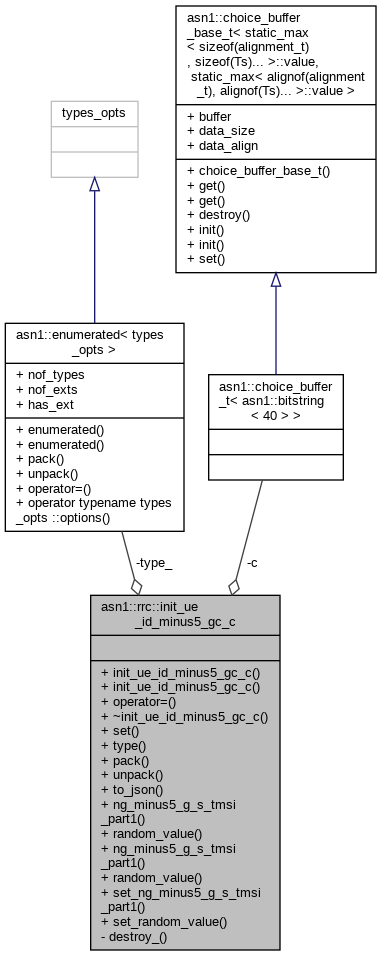 asn1::choice_buffer
_base_t< static_max
< sizeof(alignment_t)
, sizeof(Ts)... >::value,
static_max< alignof(alignment
_t), alignof(Ts)... >::value >
+ buffer
+ data_size
+ data_align
+ choice_buffer_base_t()
+ get()
+ get()
+ destroy()
+ init()
+ init()
+ set()
types_opts
asn1::enumerated< types
_opts >
+ nof_types
+ nof_exts
+ has_ext
+ enumerated()
+ enumerated()
+ pack()
+ unpack()
+ operator=()
+ operator typename types
_opts ::options()
asn1::choice_buffer
_t< asn1::bitstring
< 40 > >
-type_
-c
asn1::rrc::init_ue
_id_minus5_gc_c
+ init_ue_id_minus5_gc_c()
+ init_ue_id_minus5_gc_c()
+ operator=()
+ ~init_ue_id_minus5_gc_c()
+ set()
+ type()
+ pack()
+ unpack()
+ to_json()
+ ng_minus5_g_s_tmsi
_part1()
+ random_value()
+ ng_minus5_g_s_tmsi
_part1()
+ random_value()
+ set_ng_minus5_g_s_tmsi
_part1()
+ set_random_value()
- destroy_()